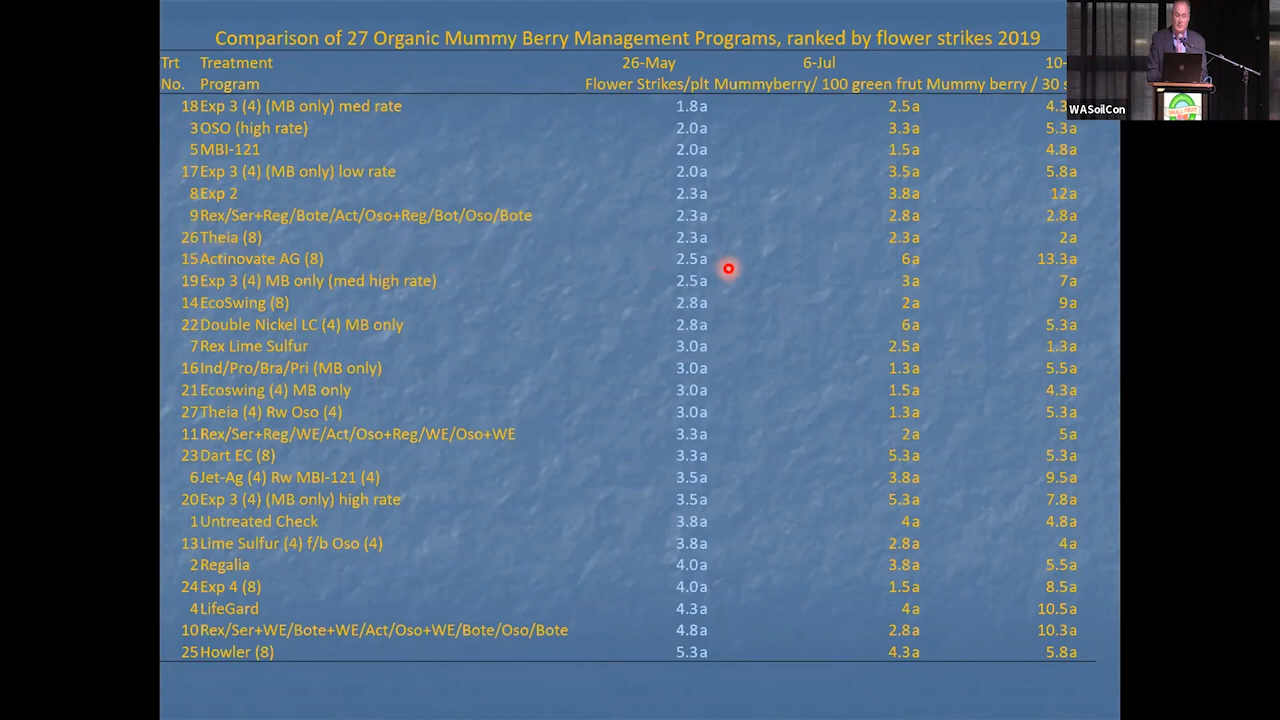 Comparison of 27 Organic Mummy Berry Management Programs, ranked by flower strikes 2019
Trt Treatment 26-May 6-Jul 10-
No. Program Flower Strikes/plt Mummyberry/ 100 green frut Mummy berry / 30 s
18 Exp 3 (4) (MB only) med rate 1.8a 2.5a 4.3
3 OSO (high rate) 2.0a 3.3a 5.3a
5 MBI-121 2.0a 1.5a 4.8a
17 Exp 3 (4) (MB only) low rate 2.0a 3.5a 5.8a
8 Exp 2 2.3a 3.8a 12a
9 Rex/Ser+Reg/Bote/Act/Oso+Reg/Bot/Oso/Bote 2.3a 2.8a 2.8a
26 Theia (8) 2.3a 2.3a 2a
15 Actinovate AG (8) 2.5a 6a 13.3a
19 Exp 3 (4) MB only (med high rate) 2.5a 3a 7a
14 EcoSwing (8) 2.8a 2a 9a
22 Double Nickel LC (4) MB only 2.8a 6a 5.3a
7 Rex Lime Sulfur 3.0a 2.5a 1.3a
16 Ind/Pro/Bra/Pri (MB only) 3.0a 1.3a 5.5a
21 Ecoswing (4) MB only 3.0a 1.5a 4.3a
27 Theia (4) Rw Oso (4) 3.0a 1.3a 5.3a
11 Rex/Ser+Reg/WE/Act/Oso+Reg/WE/Oso+WE 3.3a 2a 5a
23 Dart EC (8) 3.3a 5.3a 5.3a
6 Jet-Ag (4) Rw MBI-121 (4) 3.5a 3.8a 9.5a
20 Exp 3 (4) (MB only) high rate 3.5a 5.3a 7.8a
1 Untreated Check 3.8a 4a 4.8a
13 Lime Sulfur (4) f/b Oso (4) 3.8a 2.8a 4a
2 Regalia 4.0a 3.8a 5.5a
24 Exp 4 (8) 4.0a 1.5a 8.5a
4 LifeGard 4.3a 4a 10.5a
10 Rex/Ser+WE/Bote+WE/Act/Oso+WE/Bote/Oso/Bote 4.8a 2.8a 10.3a
25 Howler (8) 5.3a 4.3a 5.8a
WASoilCon
SMALL FRUIT